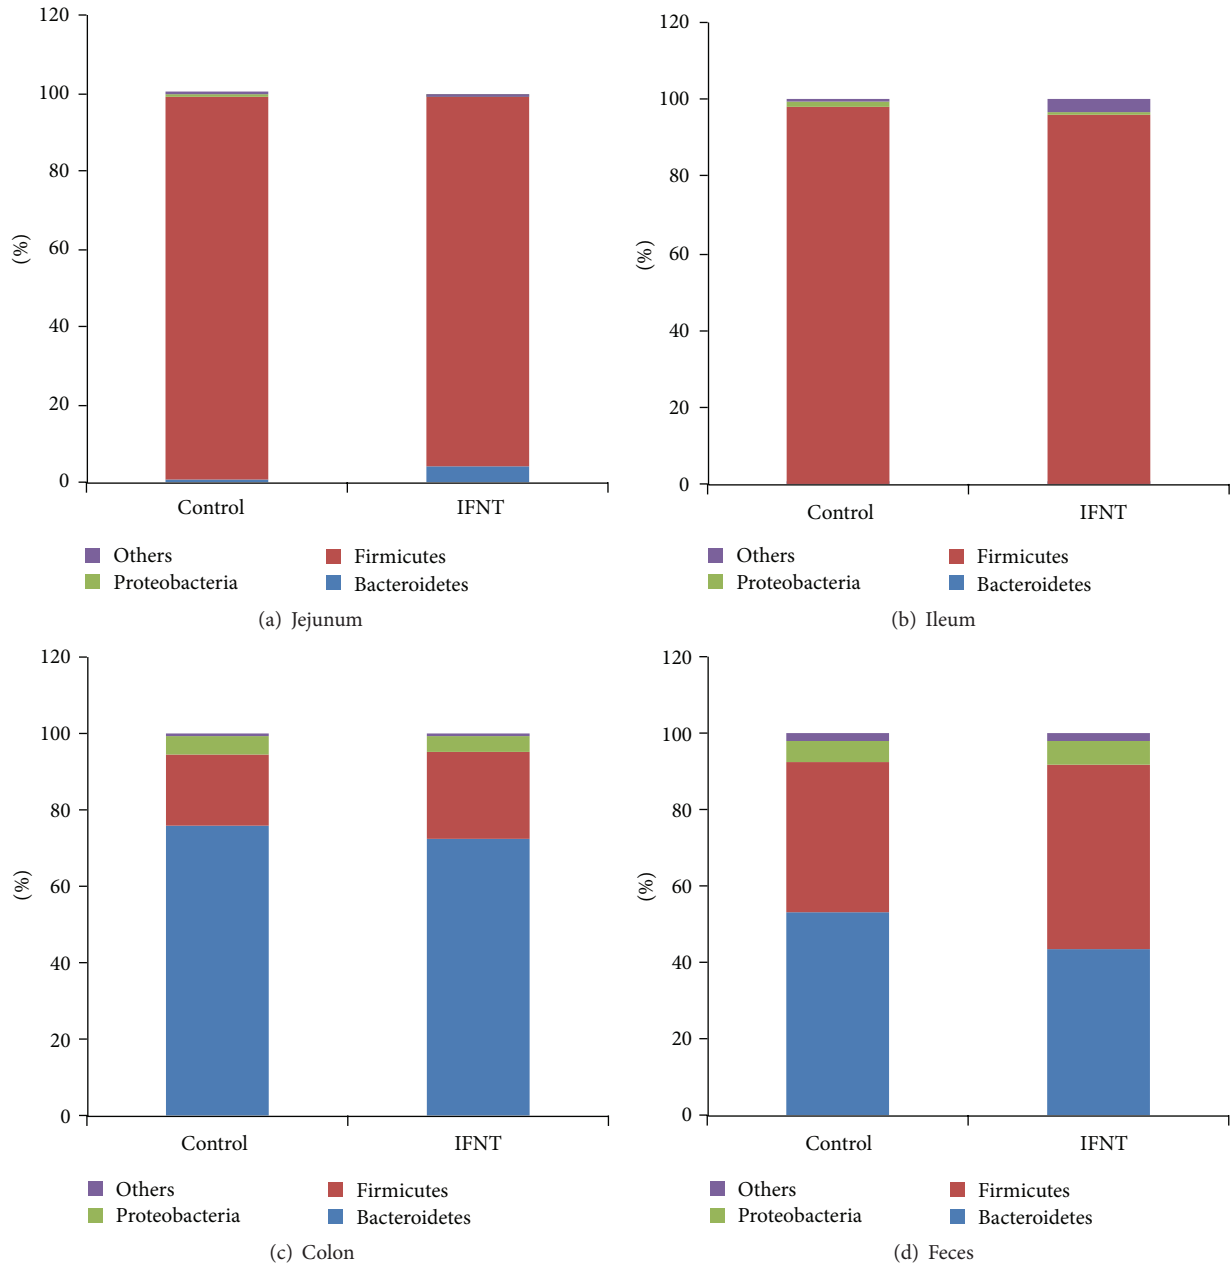 120
100
80
60
40
20
0
(%)
Control IFNT
Others Firmicutes
Proteobacteria Bacteroidetes
(a) Jejunum
120
100
80
60
40
20
0
(%)
Control IFNT
Others Firmicutes
Proteobacteria Bacteroidetes
(b) Ileum
120
100
80
60
40
20
0
(%)
Control IFNT
Others Firmicutes
Proteobacteria Bacteroidetes
(c) Colon
120
100
80
60
40
20
0
(%)
Control IFNT
Others Firmicutes
Proteobacteria Bacteroidetes
(d) Feces